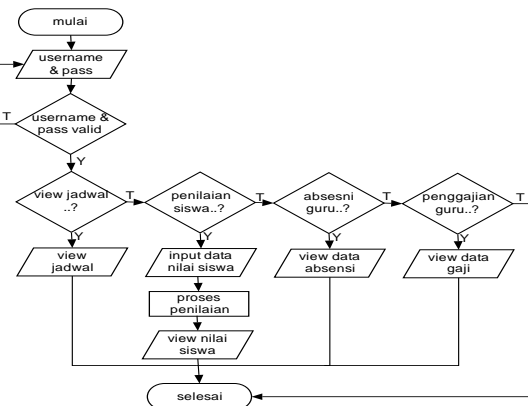 mulai
username
& pass
T
username &
pass valid
Y
view jadwal
..?
T
penilaian
siswa..?
T
absesni
guru..?
T
penggajian
guru..?
T
Y
Y
Y
Y
view
jadwal
input data
nilai siswa
view data
absensi
view data
gaji
proses
penilaian
view nilai
siswa
selesai